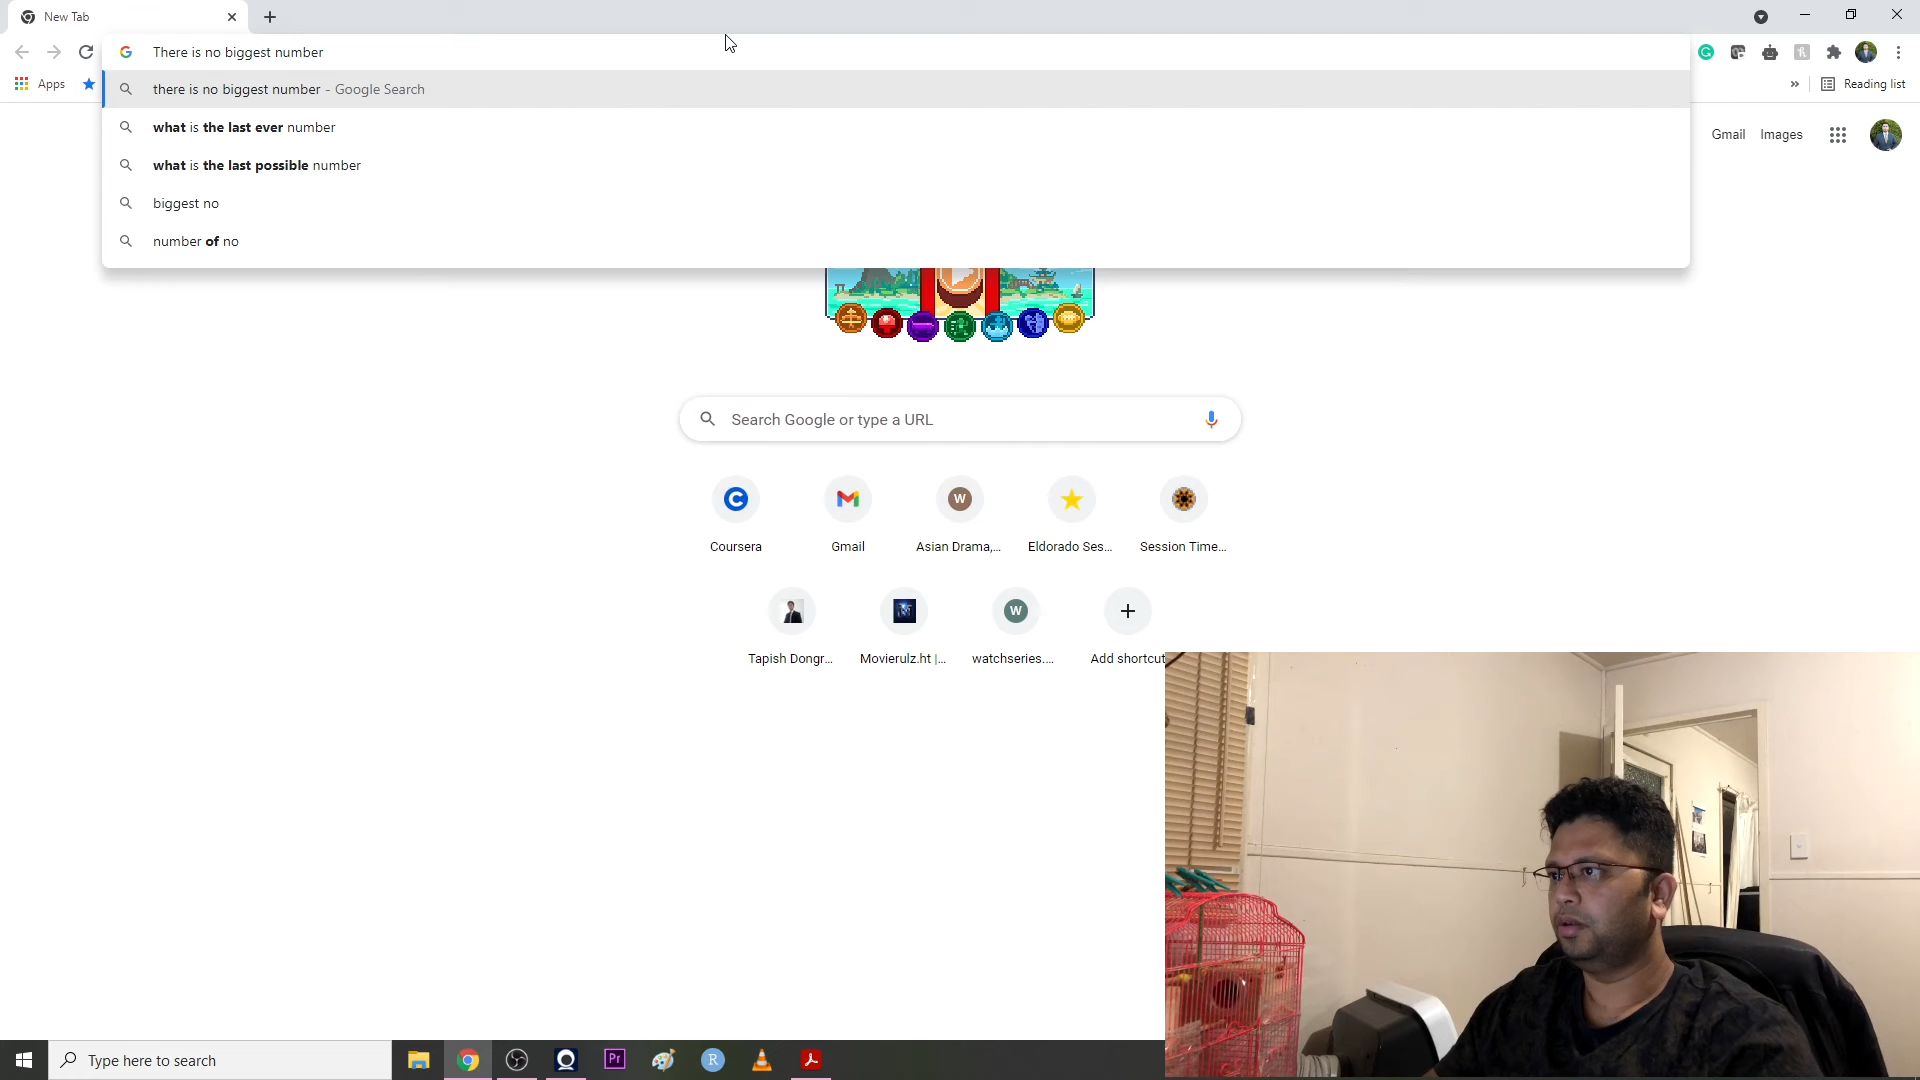 New Tab
There is no biggest number
Apps
there is no biggest number - Google Search
Reading list
what is the last ever number
what is the last possible number
Gmail Images
biggest no
number of no
Search Google or type a URL
Coursera
Gmail
Asian Drama,...
Eldorado Ses...
Session Time...
Tapish Dongr...
Movierulz.ht |...
watchseries....
Add shortcut
Type here to search